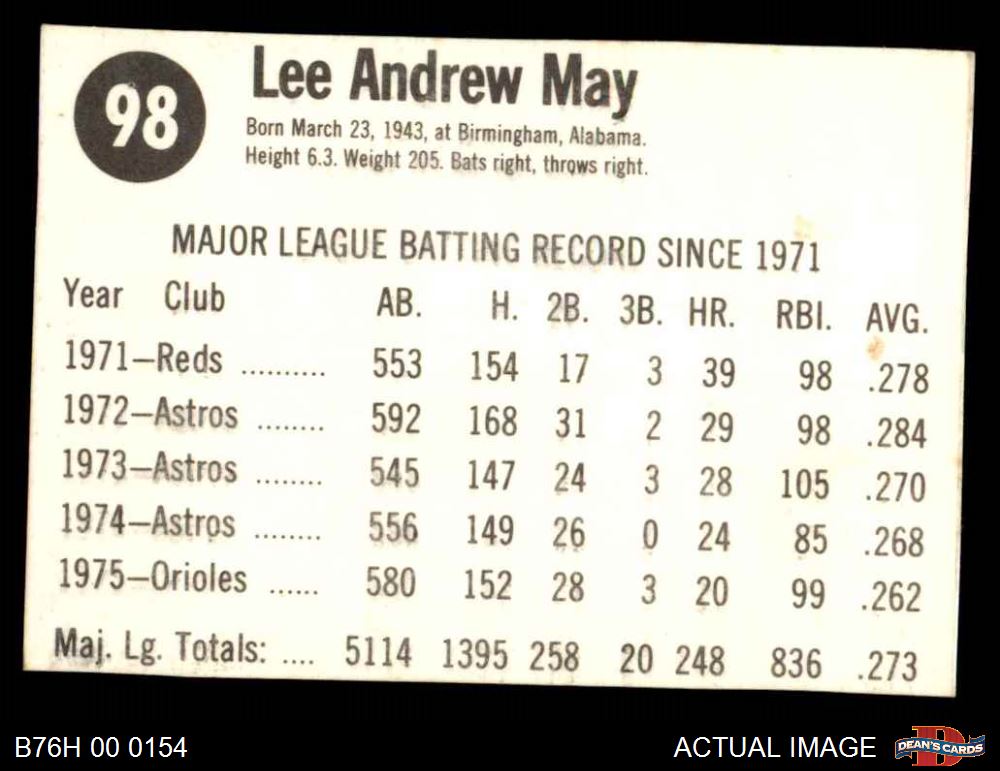 98
Lee Andrew May
Born March 23, 1943, at Birmingham, Alabama.
Height 6.3. Weight 205. Bats right, throws right.
MAJOR LEAGUE BATTING RECORD SINCE 1971
Year Club AB. H. 2B. 3B. HR. RBI. AVG.
1971—Reds .......... 553 154 17 3 39 98 .278
1972—Astros ........ 592 168 31 2 29 98 .284
1973—Astros ........ 545 147 24 3 28 105 .270
1974—Astros ........ 556 149 26 0 24 85 .268
1975—Orioles ...... 580 152 28 3 20 99 .262
Maj. Lg. Totals: .... 5114 1395 258 20 248 836 .273
B76H 00 0154
ACTUAL IMAGE
DEAN'S CARDS